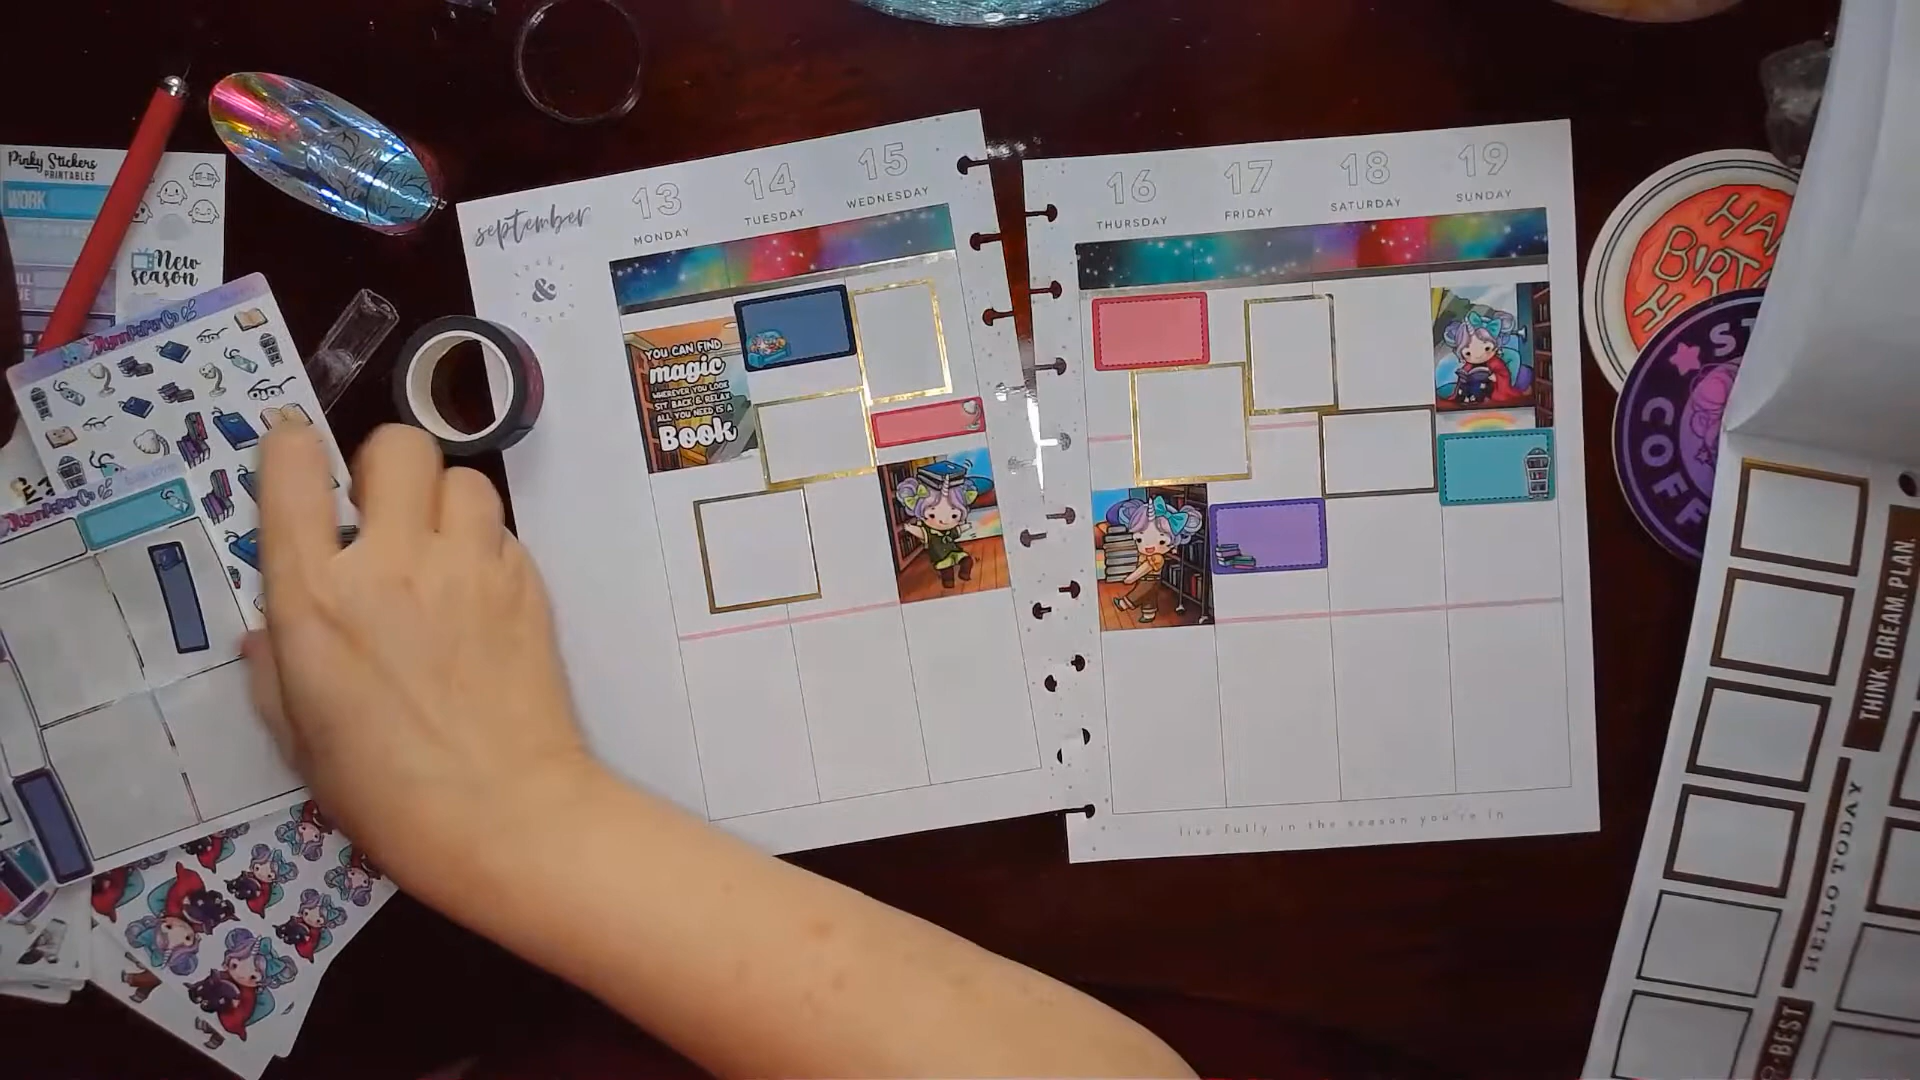 Pinky Stickers
PRINTABLES
WORK
New
season
september
&
13
MONDAY
14
TUESDAY
15
WEDNESDAY
16
THURSDAY
17
FRIDAY
18
SATURDAY
19
SUNDAY
YOU CAN FIND
magic
WHEREVER YOU LOOK
SIT BACK & RELAX
ALL YOU NEED IS A
Book
live fully in the season you're in
THINK. DREAM. PLAN.
HELLO TODAY
BEST